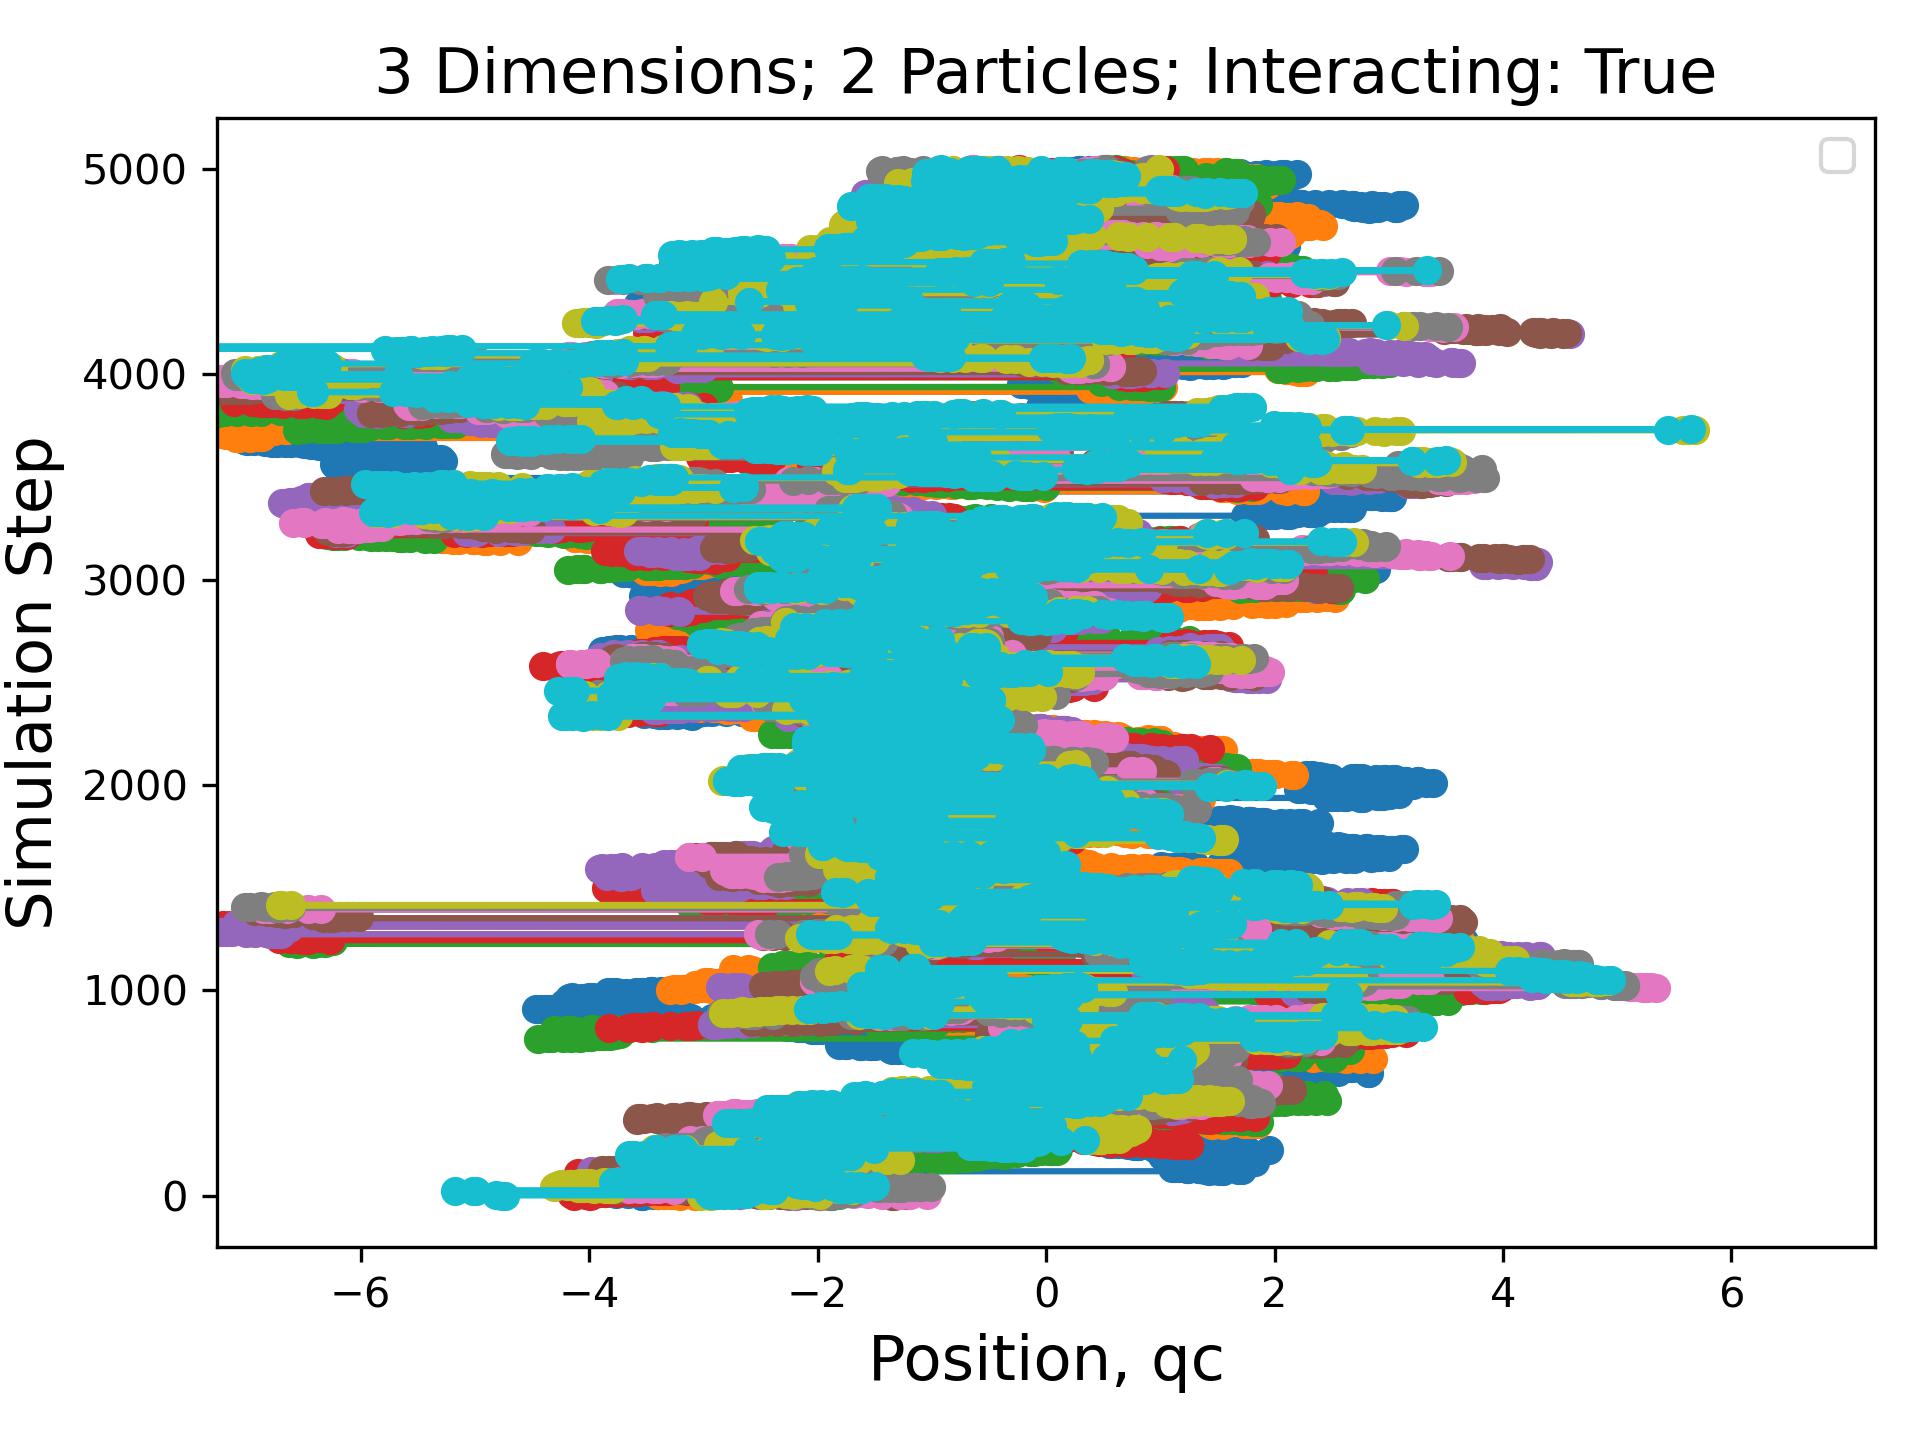 3 Dimensions; 2 Particles; Interacting: True
Simulation Step
5000
4000
3000
2000
1000
0
−6 −4 −2 0 2 4 6
Position, qc